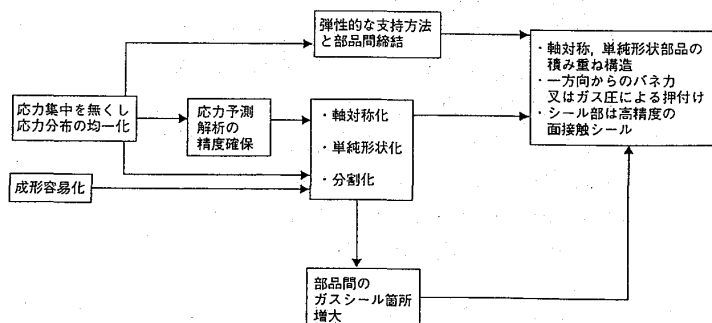 弾性的な支持方法
と部品間締結
・軸対称，単純形状部品の
積み重ね構造
・一方向からのバネ力
又はガス圧による押付け
・シール部は高精度の
面接触シール
応力集中を無くし
応力分布の均一化
応力予測
解析の
精度確保
・軸対称化
・単純形状化
・分割化
成形容易化
部品間の
ガスシール箇所
増大